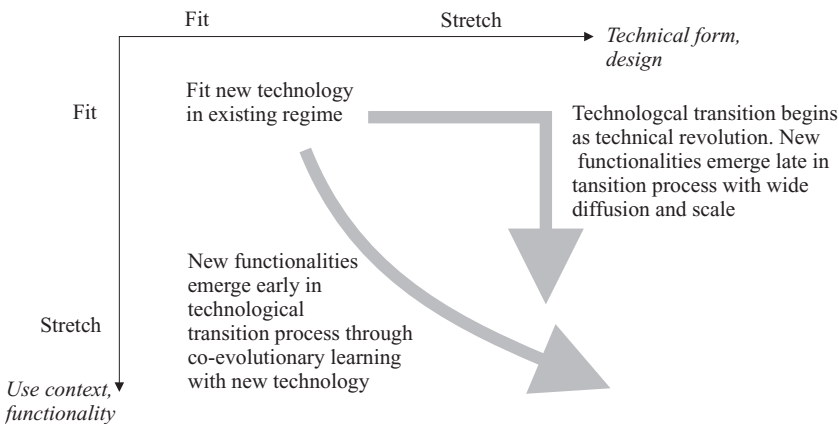 Fit
Stretch
Technical form,
design
Fit
Fit new technology
in existing regime
Technologcal transition begins
as technical revolution. New
functionalities emerge late in
tansition process with wide
diffusion and scale
New functionalities
emerge early in
technological
transition process through
co-evolutionary learning
with new technology
Stretch
Use context,
functionality